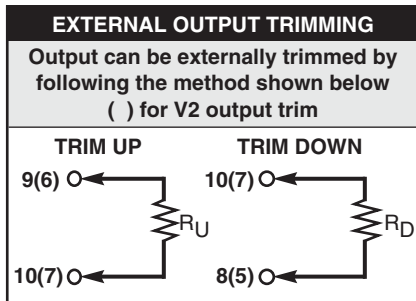 EXTERNAL OUTPUT TRIMMING
Output can be externally trimmed by
following the method shown below
( ) for V2 output trim
TRIM UP TRIM DOWN
9(6) 10(7)
RU RD
10(7) 8(5)